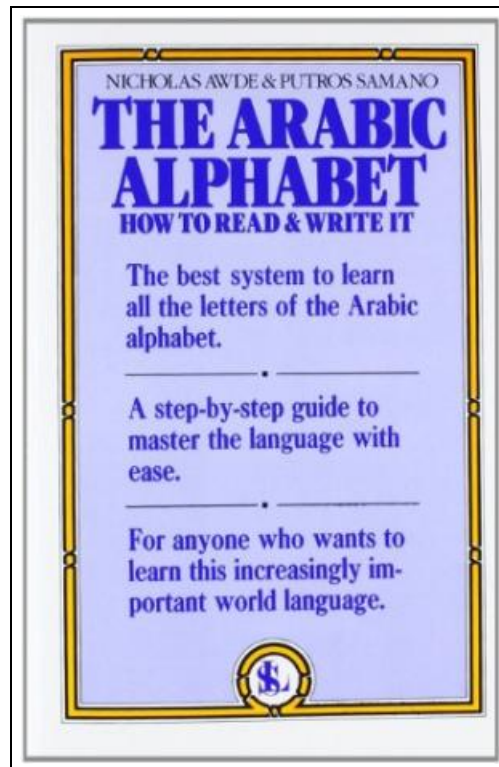 NICHOLAS AWDE & PUTROS SAMANO
THE ARABIC
ALPHABET
HOW TO READ & WRITE IT
The best system to learn
all the letters of the Arabic
alphabet.
A step-by-step guide to
master the language with
ease.
For anyone who wants to
learn this increasingly im-
portant world language.